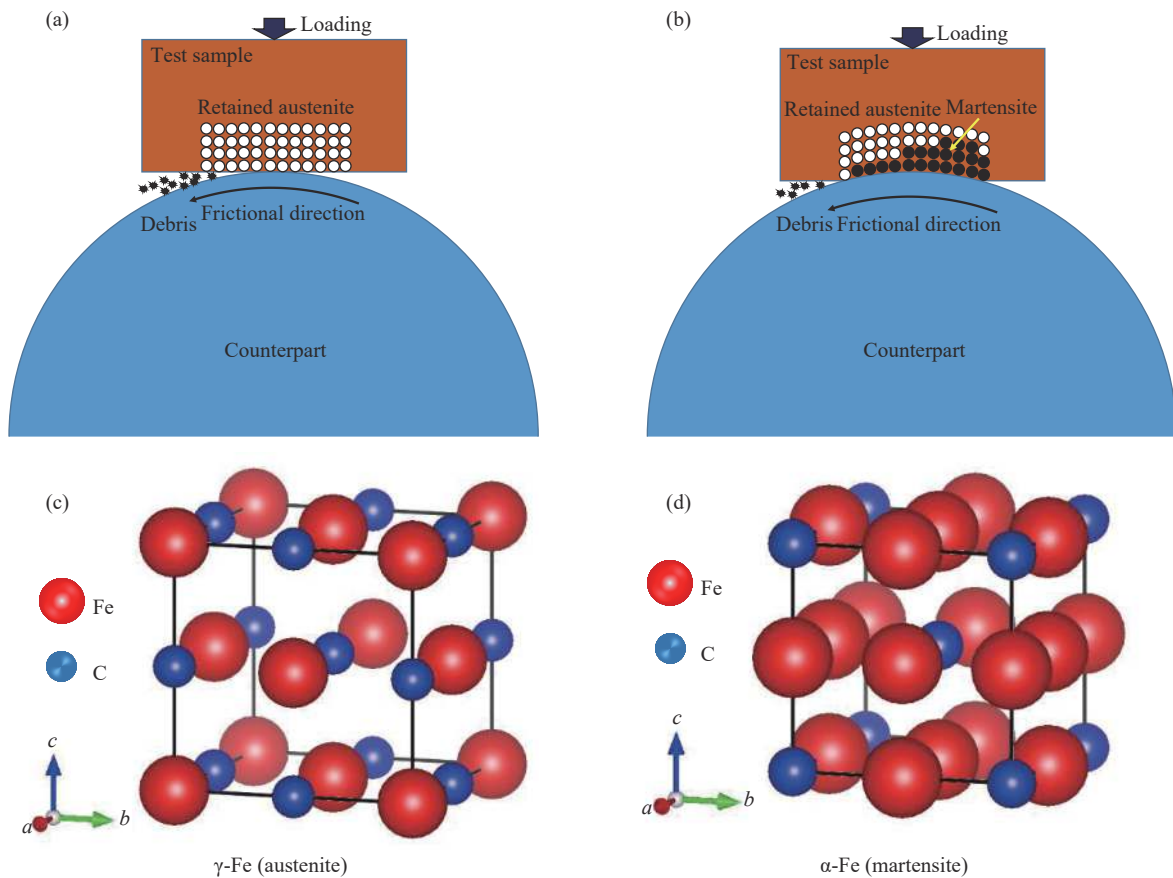 (a)
Loading
Test sample
Retained austenite
Debris
Frictional direction
Counterpart
(b)
Loading
Test sample
Retained austenite
Martensite
Debris
Frictional direction
Counterpart
(c)
Fe
C
c
a
b
γ-Fe (austenite)
(d)
Fe
C
c
a
b
α-Fe (martensite)